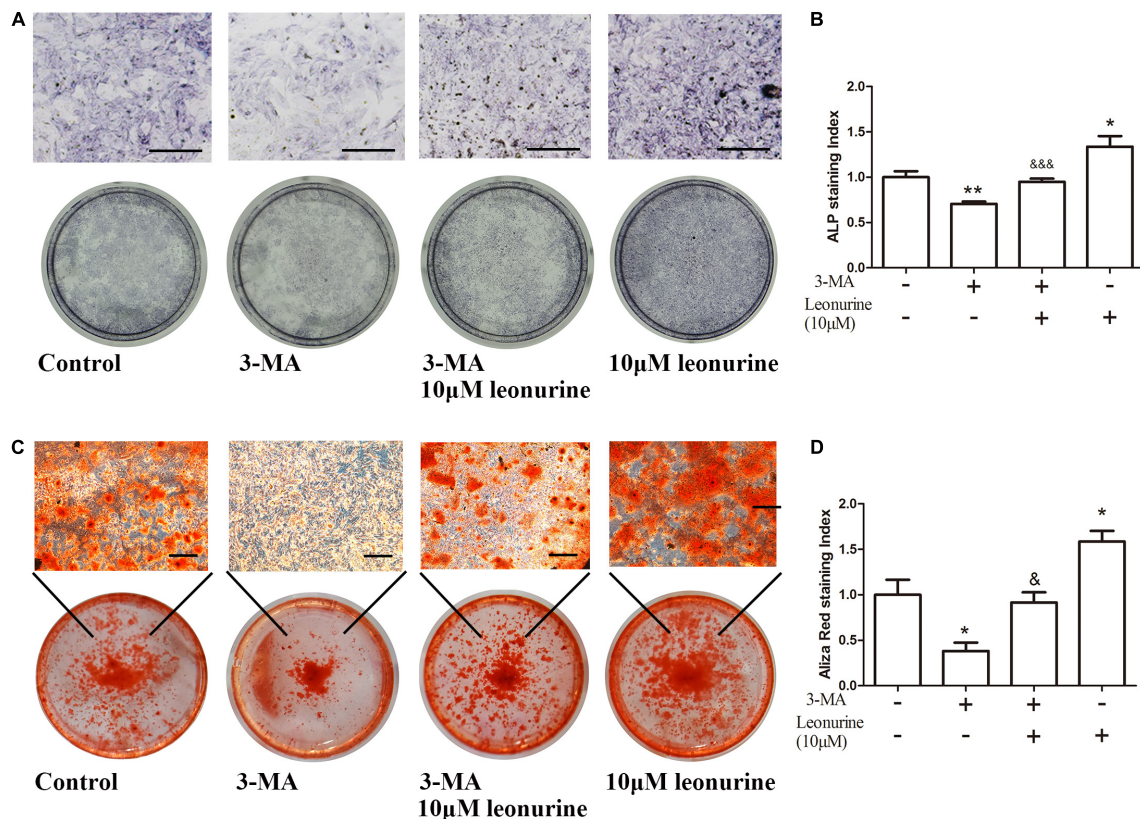 A
Control
3-MA
3-MA
10μM leonurine
10μM leonurine
B
ALP staining Index
2.0
1.5
1.0
0.5
0.0
**
&&&
*
3-MA
- + + -
Leonurine
(10μM)
- - + +
C
Control
3-MA
3-MA
10μM leonurine
10μM leonurine
D
Aliza Red staining Index
2.0
1.5
1.0
0.5
0.0
*
&
*
3-MA
- + + -
Leonurine
(10μM)
- - + +